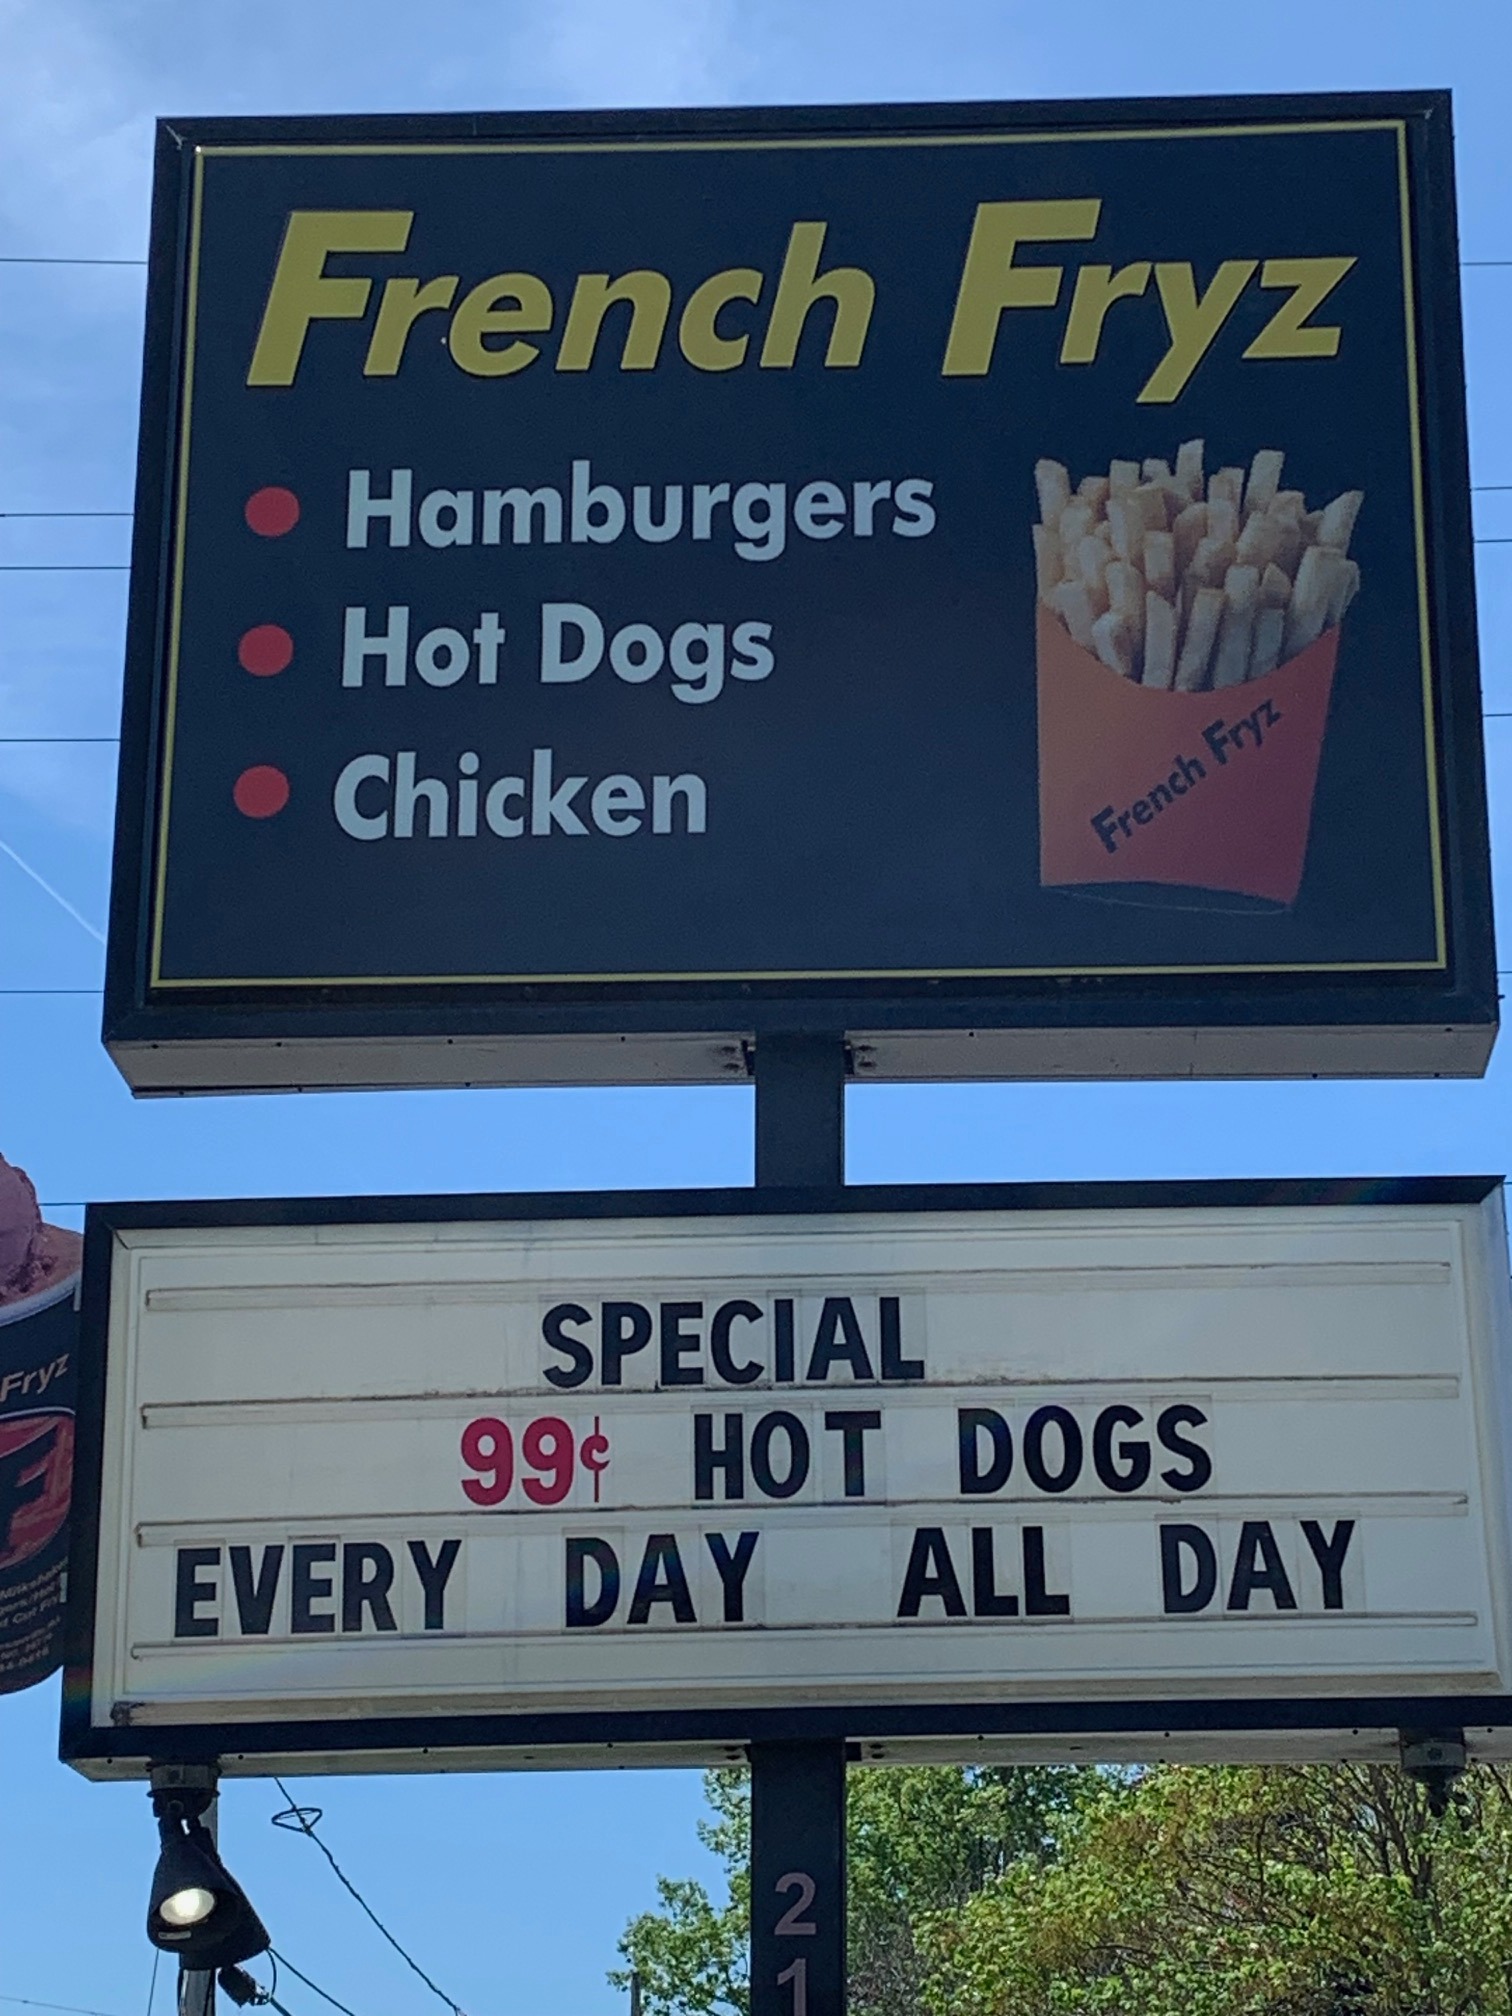 French Fryz
Hamburgers
Hot Dogs
Chicken
French Fryz
SPECIAL
99¢ HOT DOGS
EVERY DAY ALL DAY
Fryz
2
1